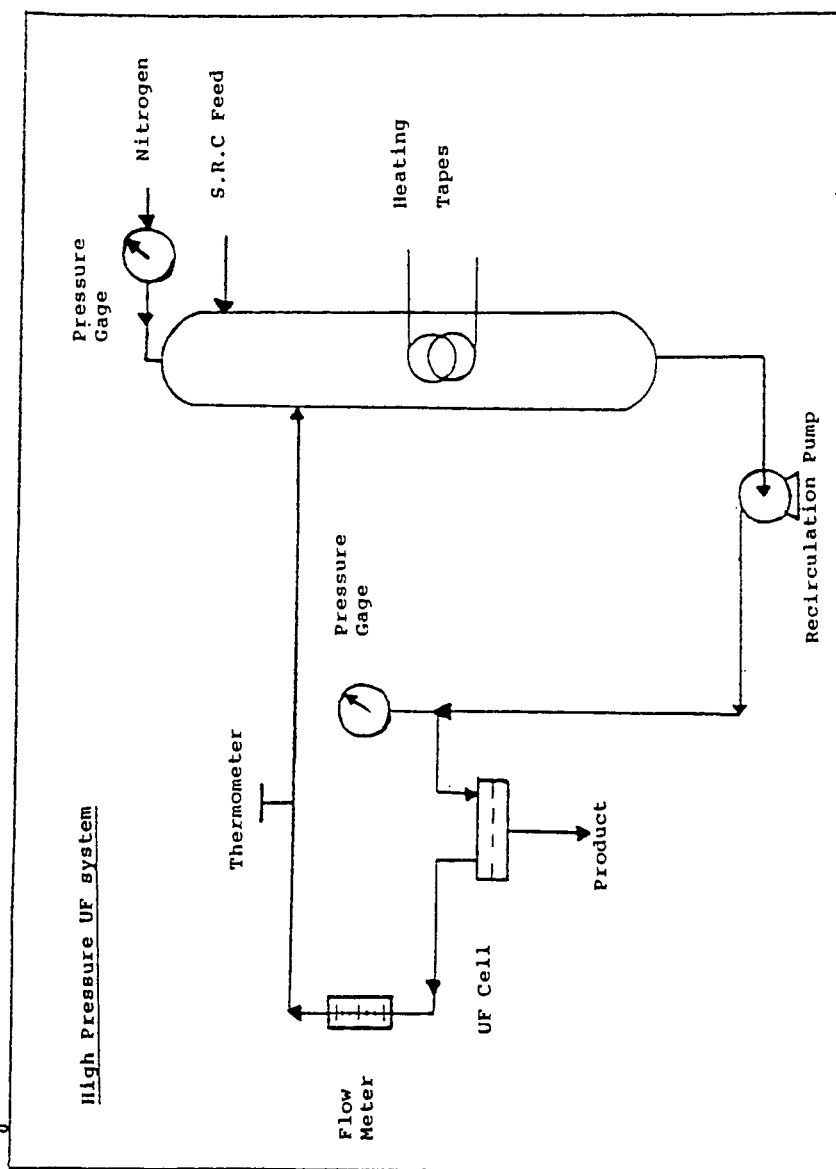 High Pressure UF system
Pressure
Gage
Nitrogen
S.R.C Feed
Heating
Tapes
Thermometer
Pressure
Gage
Flow
Meter
UF Cell
Product
Recirculation Pump